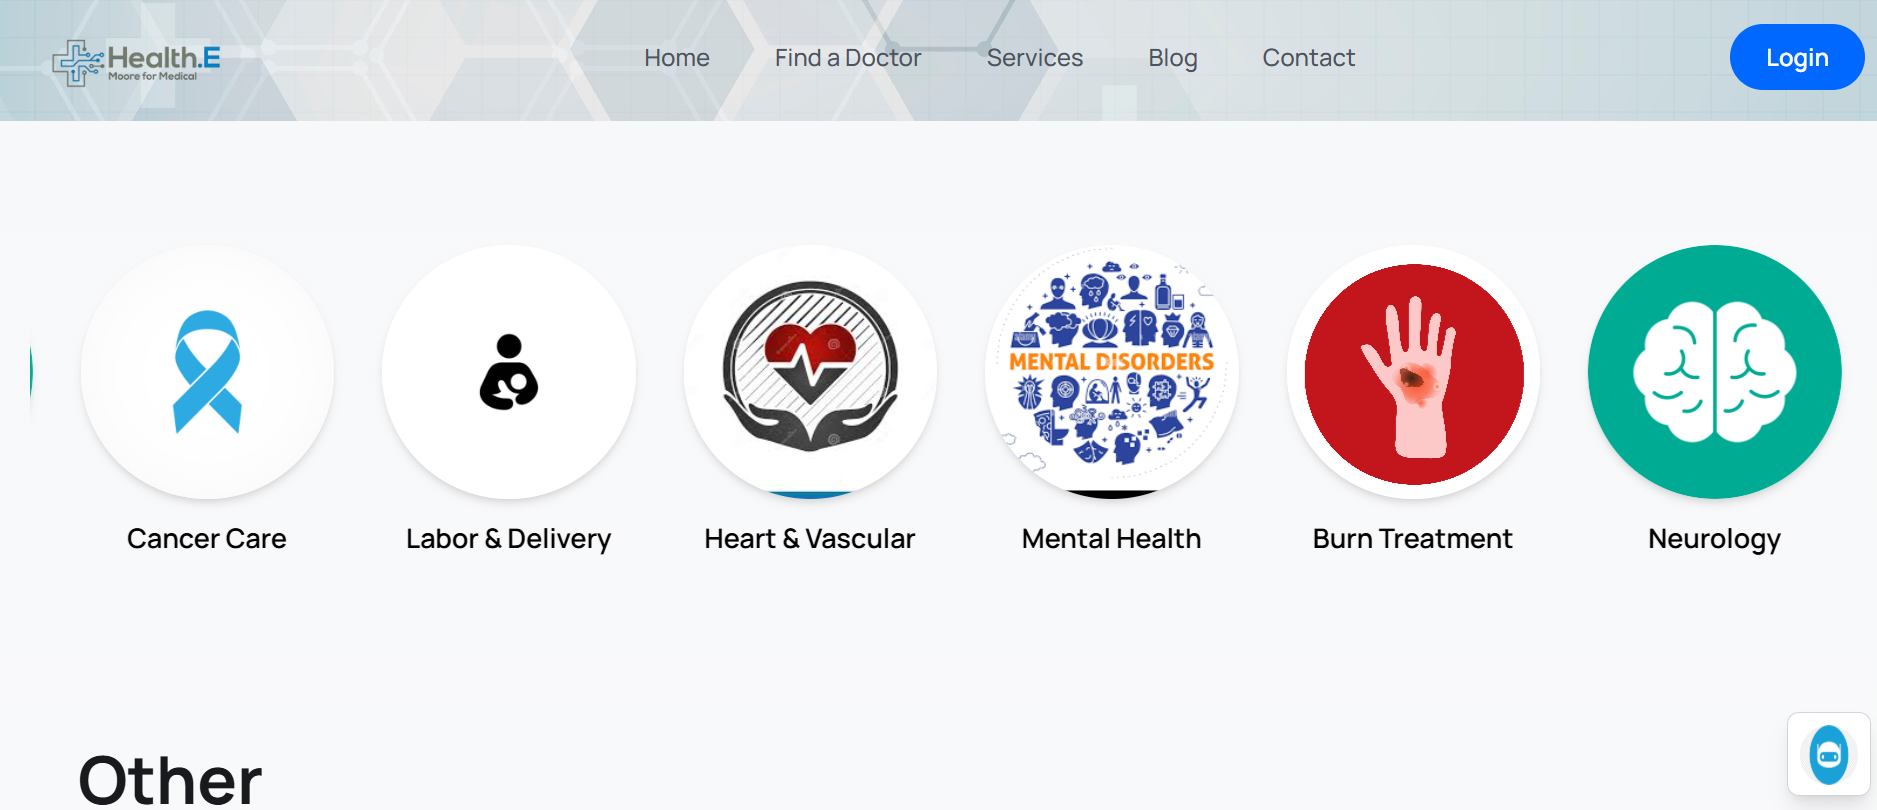 Health.E
Moore for Medical
Home
Find a Doctor
Services
Blog
Contact
Login
MENTAL DISORDERS
Cancer Care
Labor & Delivery
Heart & Vascular
Mental Health
Burn Treatment
Neurology
Other